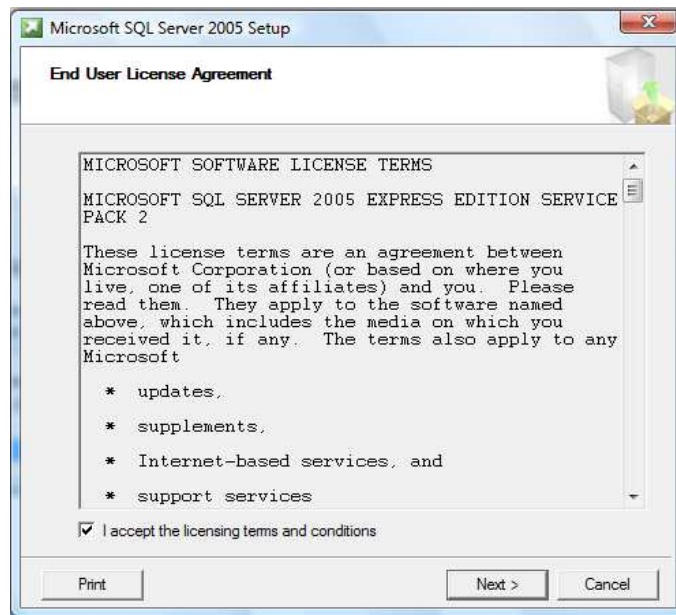 Microsoft SQL Server 2005 Setup
End User License Agreement
MICROSOFT SOFTWARE LICENSE TERMS
MICROSOFT SQL SERVER 2005 EXPRESS EDITION SERVICE
PACK 2
These license terms are an agreement between
Microsoft Corporation (or based on where you
live, one of its affiliates) and you.  Please
read them.  They apply to the software named
above, which includes the media on which you
received it, if any.  The terms also apply to any
Microsoft
* updates,
* supplements,
* Internet-based services, and
* support services
I accept the licensing terms and conditions
Print
Next >
Cancel